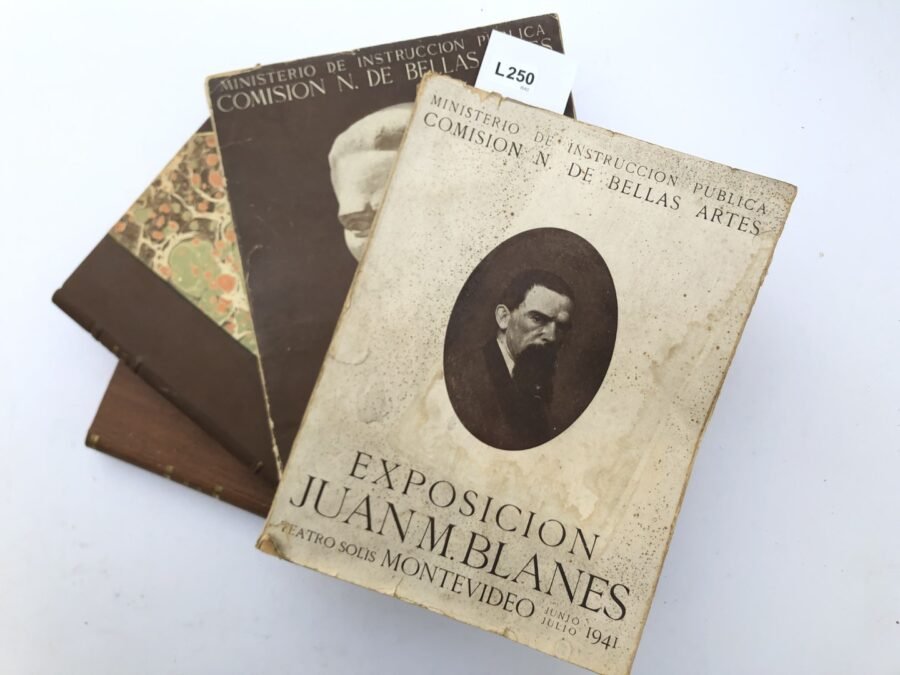 MINISTERIO DE INSTRUCCION PUBLICA
COMISION N. DE BELLAS ARTES
L250
MINISTERIO DE INSTRUCCION PUBLICA
COMISION N. DE BELLAS ARTES
EXPOSICION
JUAN M. BLANES
TEATRO SOLIS MONTEVIDEO JUNIO JULIO 1941